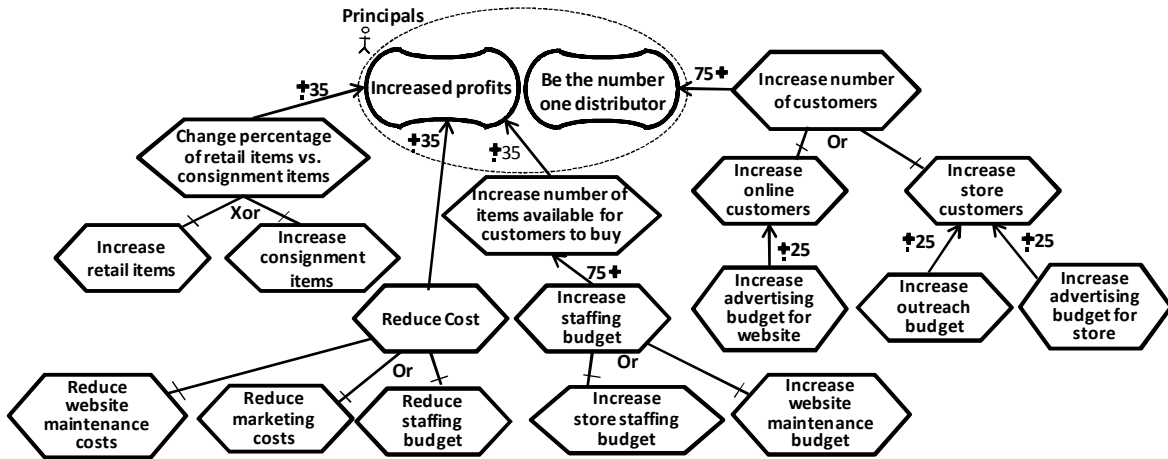 Principals
Increased profits
Be the number
one distributor
75+
Increase number
of customers
+35
Change percentage
of retail items vs.
consignment items
+35
+35
Or
Increase number of
items available for
customers to buy
Increase
online
customers
Increase
store
customers
Xor
Increase
retail items
Increase
consignment
items
75+
+25
+25
+25
Reduce Cost
Increase
staffing
budget
Increase
advertising
budget for
website
Increase
outreach
budget
Increase
advertising
budget for
store
Or
Or
Reduce
website
maintenance
costs
Reduce
marketing
costs
Reduce
staffing
budget
Increase
store staffing
budget
Increase
website
maintenance
budget